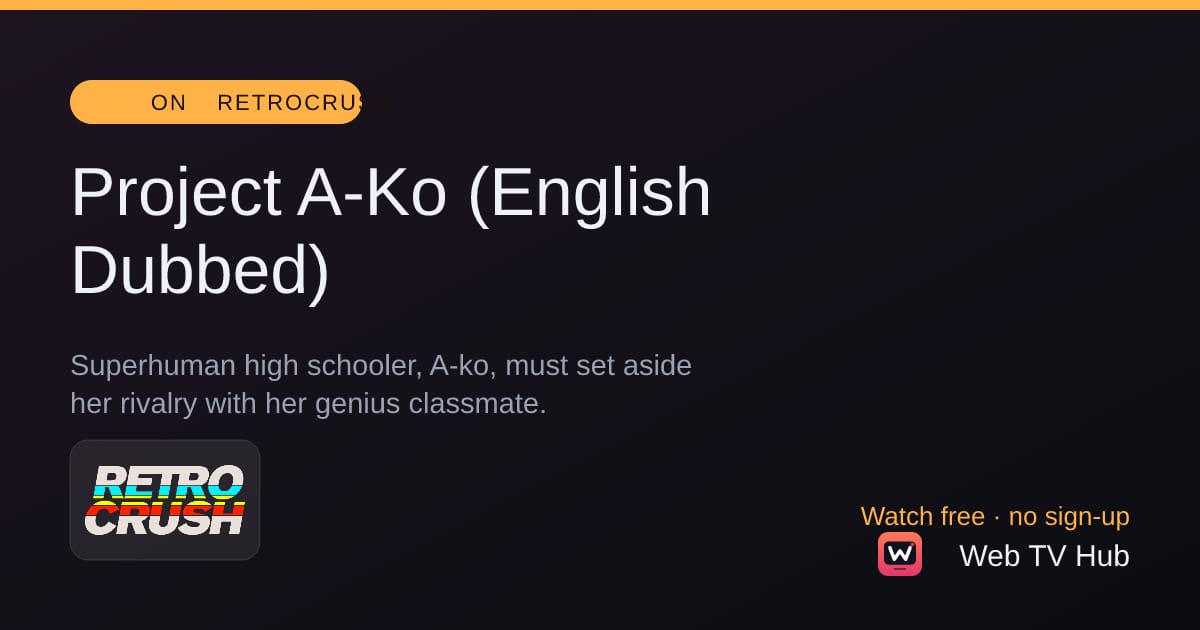 ON RETROCRUSH
Project A-Ko (English
Dubbed)
Superhuman high schooler, A-ko, must set aside
her rivalry with her genius classmate.
RETRO
CRUSH
Watch free · no sign-up
W
Web TV Hub